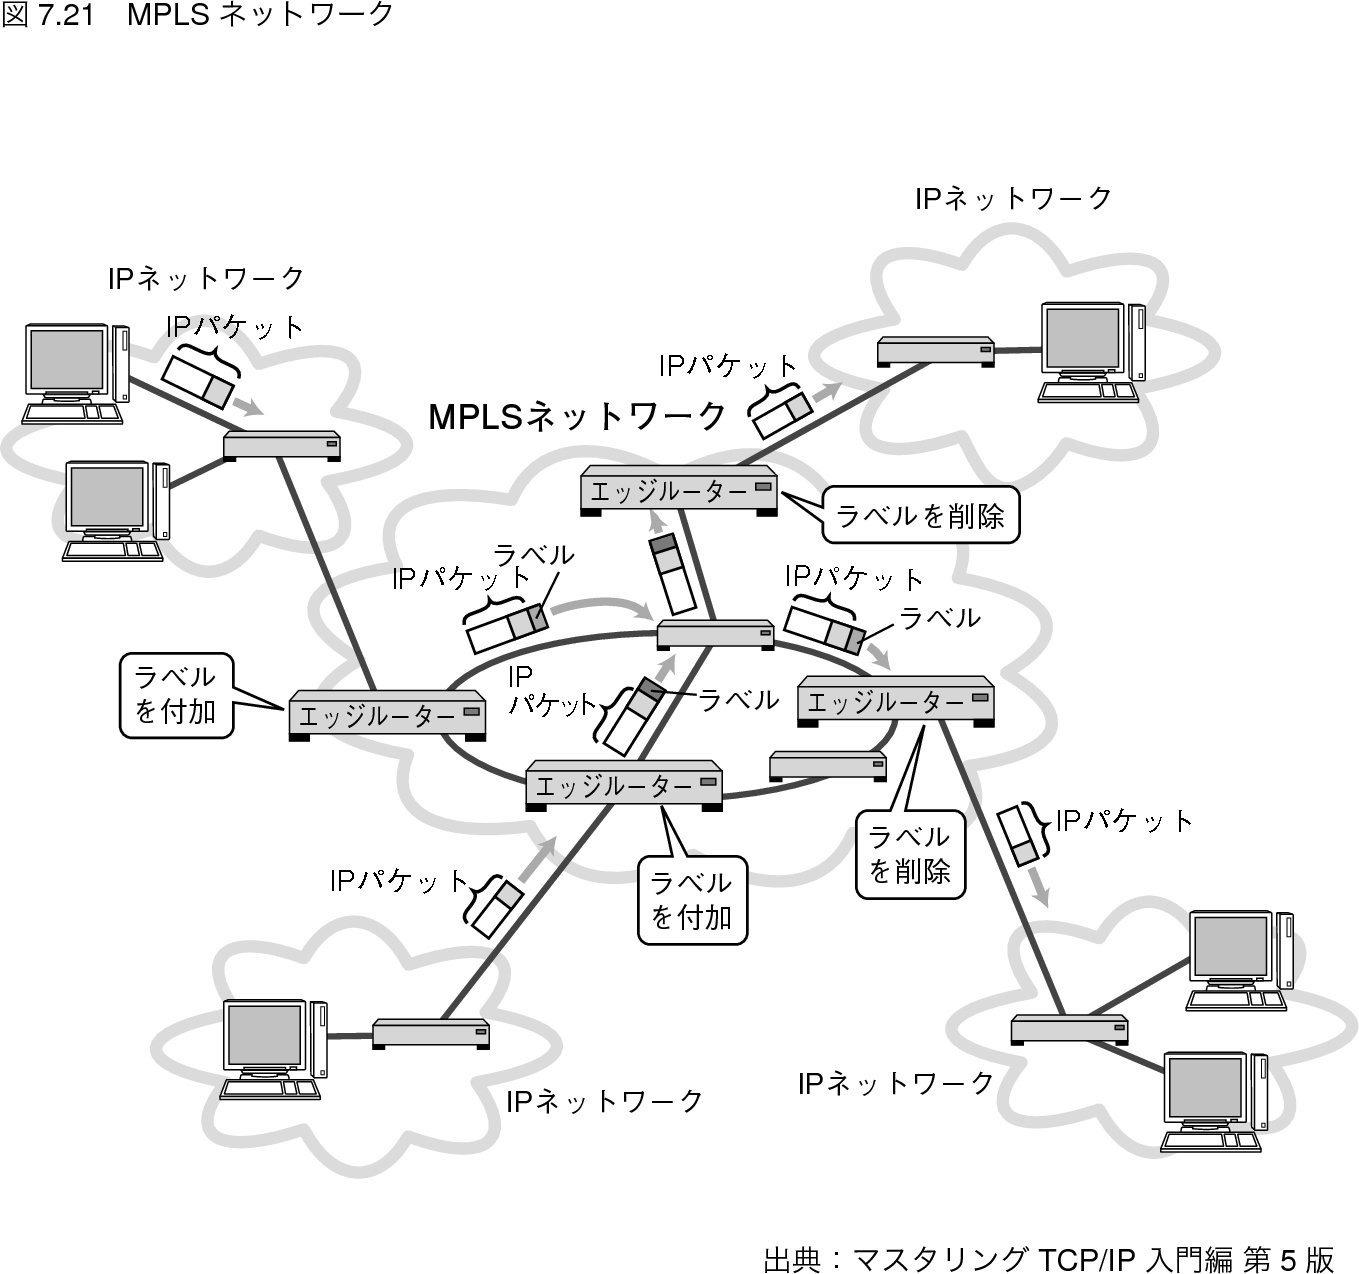 図 7.21　MPLS ネットワーク
IPネットワーク
IPネットワーク
IPパケット
IPパケット
MPLSネットワーク
エッジルーター
ラベルを削除
ラベル
IPパケット
IPパケット
ラベル
ラベル
を付加
IP
パケット
ラベル
エッジルーター
エッジルーター
エッジルーター
ラベル
を削除
IPパケット
IPパケット
ラベル
を付加
IPネットワーク
IPネットワーク
出典：マスタリング TCP/IP 入門編 第 5 版